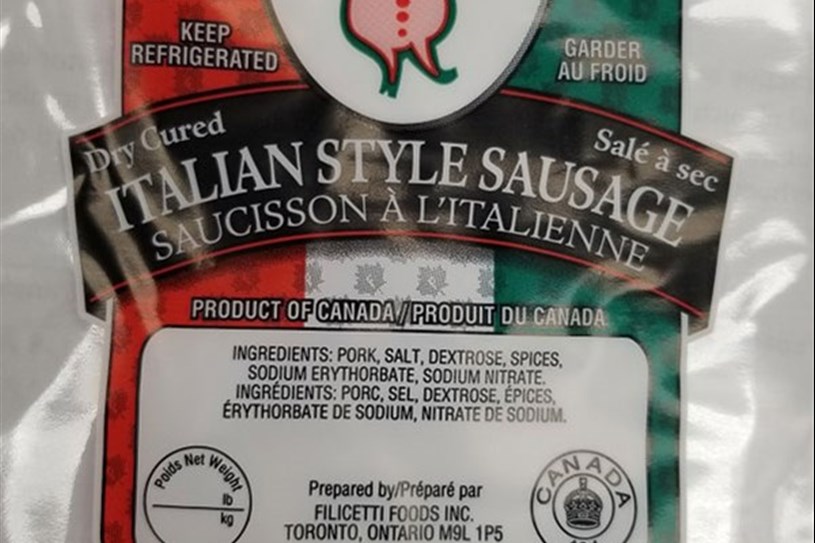 KEEP
REFRIGERATED
GARDER
AU FROID
Dry Cured
Salé à sec
ITALIAN STYLE SAUSAGE
SAUCISSON À L'ITALIENNE
PRODUCT OF CANADA / PRODUIT DU CANADA
INGREDIENTS: PORK, SALT, DEXTROSE, SPICES,
SODIUM ERYTHORBATE, SODIUM NITRATE.
INGRÉDIENTS: PORC, SEL, DEXTROSE, ÉPICES,
ÉRYTHORBATE DE SODIUM, NITRATE DE SODIUM.
Poids Net Weight
lb
kg
Prepared by/Préparé par
FILICETTI FOODS INC.
TORONTO, ONTARIO M9L 1P5
CANADA